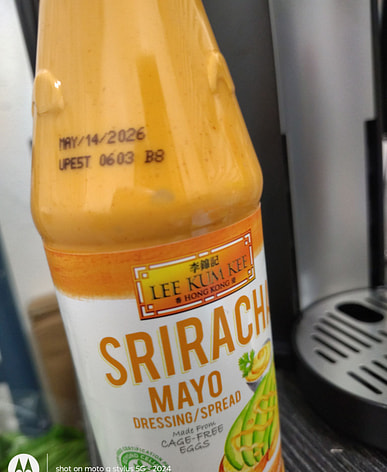 MAY/14/2026
UPE5T 0603 B8
李錦記
LEE KUM KEE
HONG KONG
SRIRACHA
MAYO
DRESSING/SPREAD
Made From
CAGE-FREE
EGGS
shot on moto g stylus 5G - 2024